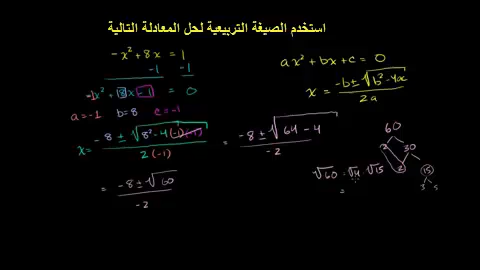 استخدم الصيغة التربيعية لحل المعادلة التالية
-x² + 8x = 1
-1 -1
-1x² + 8x -1 = 0
a=-1 b=8 c=-1
x = (-8 ± √(8² - 4(-1)(-1))) / 2(-1) = (-8 ± √(64 - 4)) / -2
= (-8 ± √60) / -2
ax² + bx + c = 0
x = (-b ± √(b² - 4ac)) / 2a
60
2 30
2 15
3 5
√60 = √4 √15
=